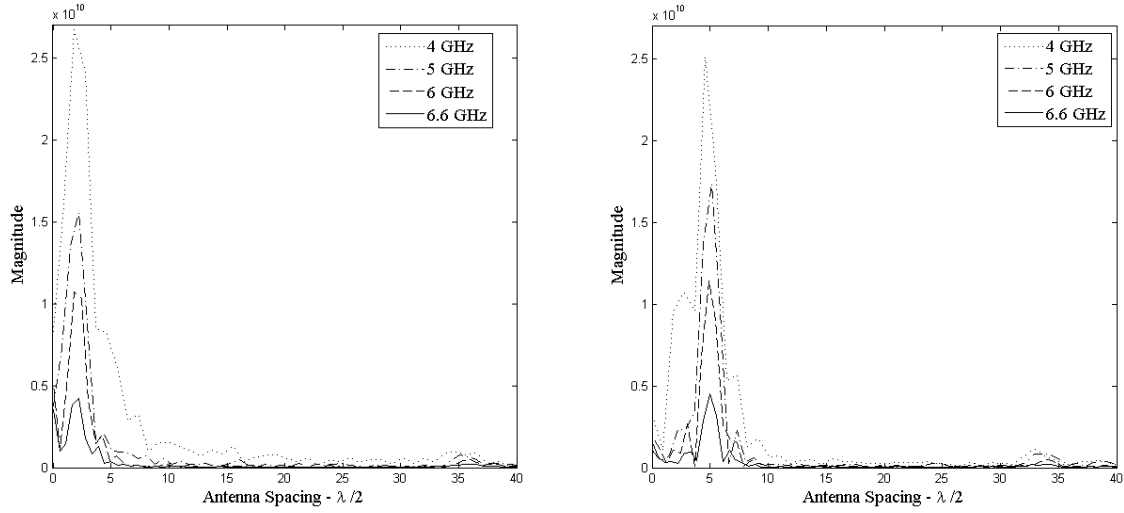 × 10^10
2.5
2
1.5
1
0.5
0
0 5 10 15 20 25 30 35 40
Magnitude
Antenna Spacing - λ /2
4 GHz
5 GHz
6 GHz
6.6 GHz
× 10^10
2.5
2
1.5
1
0.5
0
0 5 10 15 20 25 30 35 40
Magnitude
Antenna Spacing - λ /2
4 GHz
5 GHz
6 GHz
6.6 GHz